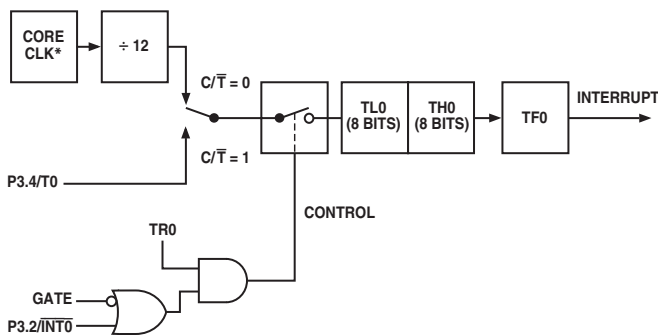 CORE
CLK*
÷ 12
C/T̅ = 0
TL0
(8 BITS)
TH0
(8 BITS)
TF0
INTERRUPT
C/T̅ = 1
P3.4/T0
CONTROL
TR0
GATE
P3.2/I̅N̅T̅0̅